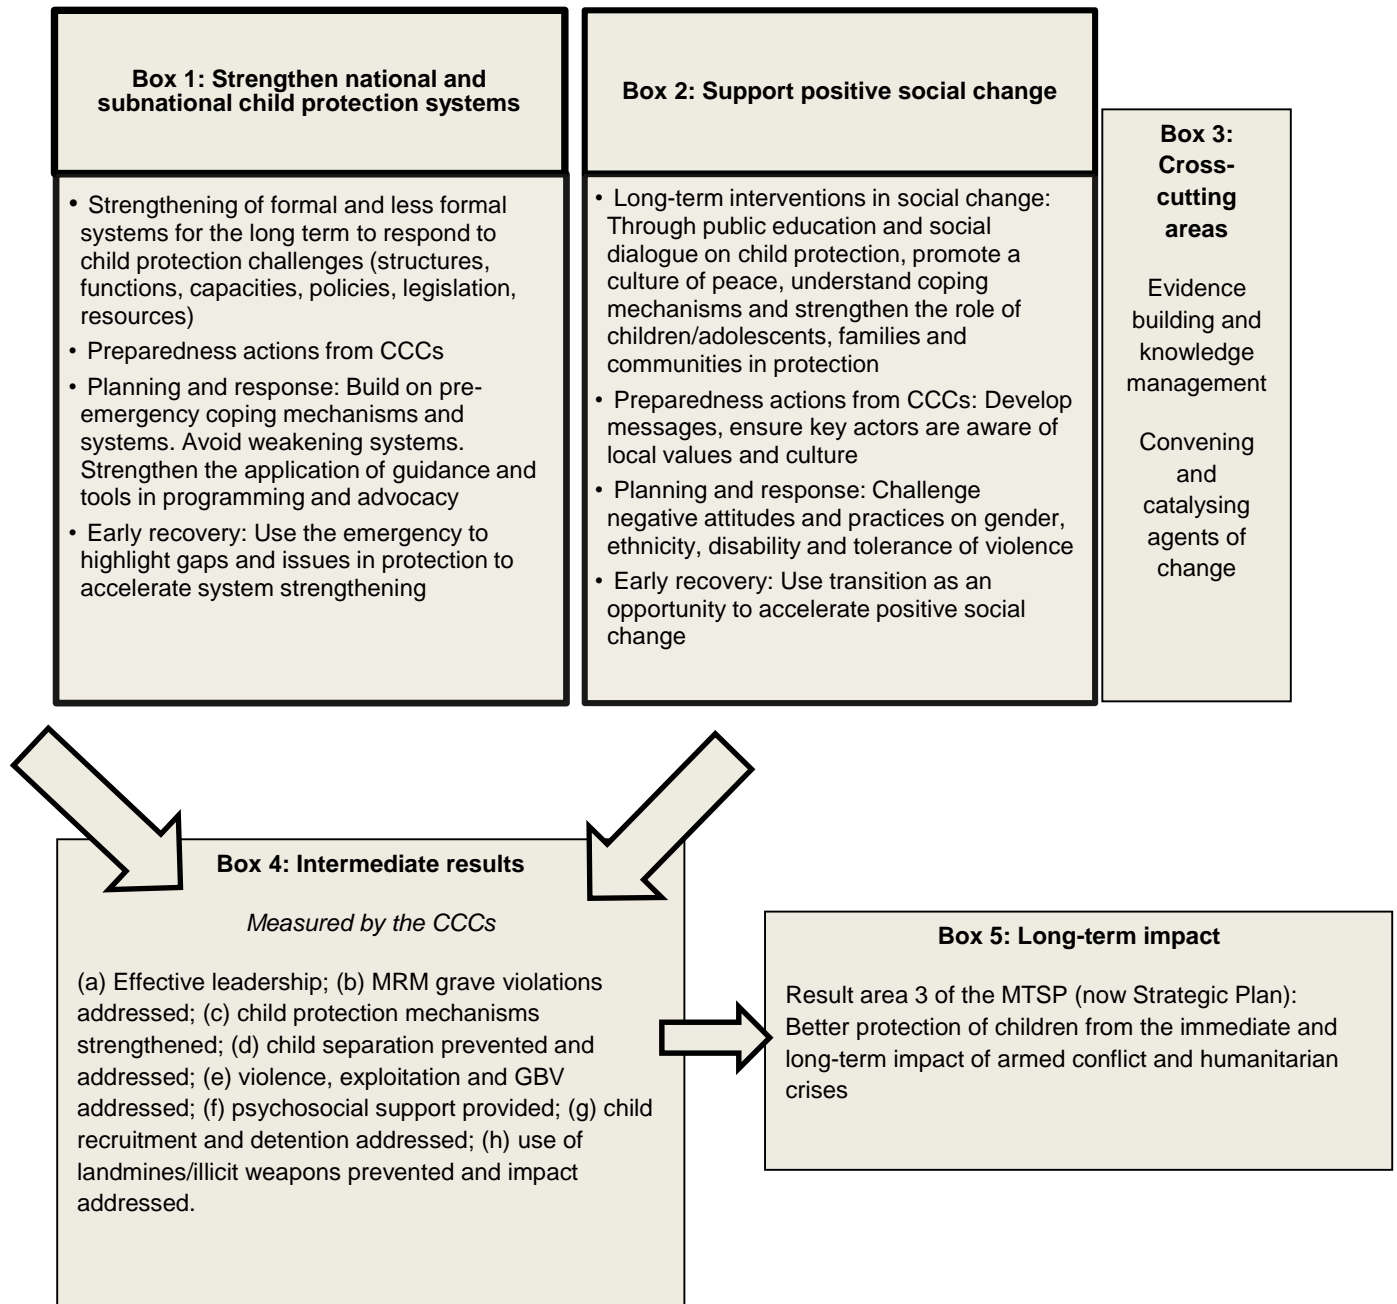 Box 1: Strengthen national and
subnational child protection systems
• Strengthening of formal and less formal
systems for the long term to respond to
child protection challenges (structures,
functions, capacities, policies, legislation,
resources)
• Preparedness actions from CCCs
• Planning and response: Build on pre-
emergency coping mechanisms and
systems. Avoid weakening systems.
Strengthen the application of guidance and
tools in programming and advocacy
• Early recovery: Use the emergency to
highlight gaps and issues in protection to
accelerate system strengthening
Box 2: Support positive social change
• Long-term interventions in social change:
Through public education and social
dialogue on child protection, promote a
culture of peace, understand coping
mechanisms and strengthen the role of
children/adolescents, families and
communities in protection
• Preparedness actions from CCCs: Develop
messages, ensure key actors are aware of
local values and culture
• Planning and response: Challenge
negative attitudes and practices on gender,
ethnicity, disability and tolerance of violence
• Early recovery: Use transition as an
opportunity to accelerate positive social
change
Box 3:
Cross-
cutting
areas
Evidence
building and
knowledge
management
Convening
and
catalysing
agents of
change
Box 4: Intermediate results
Measured by the CCCs
(a) Effective leadership; (b) MRM grave violations
addressed; (c) child protection mechanisms
strengthened; (d) child separation prevented and
addressed; (e) violence, exploitation and GBV
addressed; (f) psychosocial support provided; (g) child
recruitment and detention addressed; (h) use of
landmines/illicit weapons prevented and impact
addressed.
Box 5: Long-term impact
Result area 3 of the MTSP (now Strategic Plan):
Better protection of children from the immediate and
long-term impact of armed conflict and humanitarian
crises